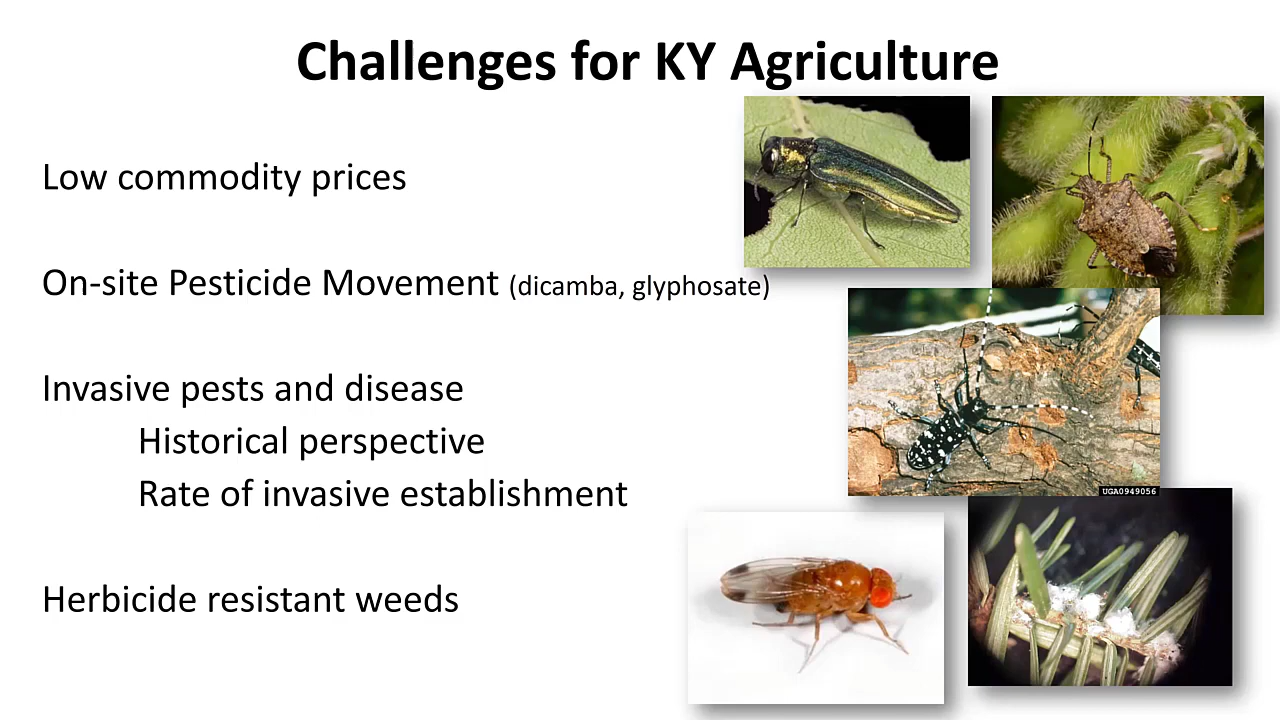 Challenges for KY Agriculture
Low commodity prices
On-site Pesticide Movement (dicamba, glyphosate)
Invasive pests and disease
Historical perspective
Rate of invasive establishment
Herbicide resistant weeds
UGA0949056